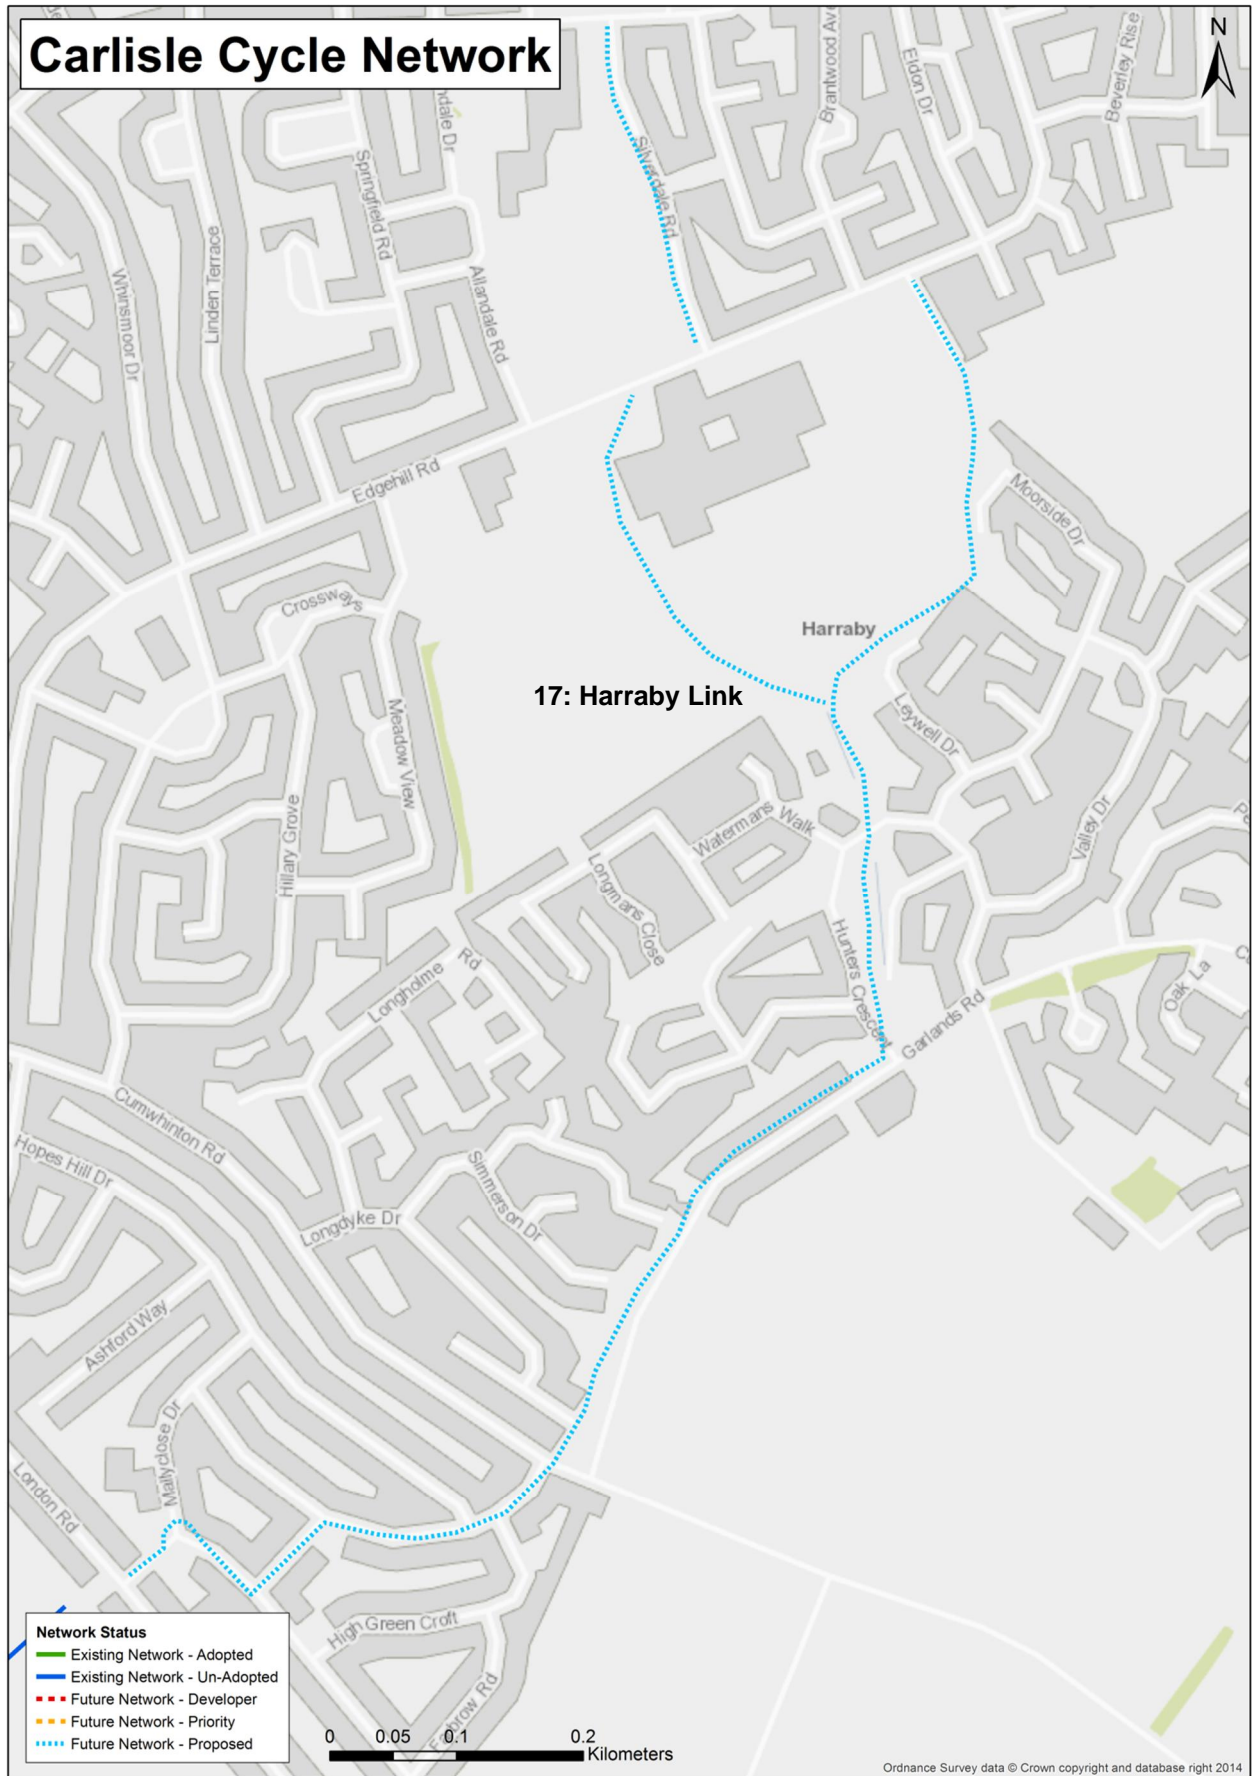 Carlisle Cycle Network
N
ndale Dr
Brantwood Ave
Eldon Dr
Beverley Rise
Springfield Rd
Silverdale Rd
Linden Terrace
Whinsmoor Dr
Allandale Rd
Edgehill Rd
Moorside Dr
Crossways
Harraby
17: Harraby Link
Meadow View
Leywell Dr
Hillary Grove
Watermans Walk
Valley Dr
Longmans Close
Hunters Crescent
Longholme Rd
Oak La
Garlands Rd
Cumwhinton Rd
Hopes Hill Dr
Simmerson Dr
Longdyke Dr
Ashford Way
Mallyclose Dr
London Rd
High Green Croft
Network Status
Existing Network - Adopted
Existing Network - Un-Adopted
Future Network - Developer
Future Network - Priority
Future Network - Proposed
0 0.05 0.1 0.2
Kilometers
Ordnance Survey data © Crown copyright and database right 2014